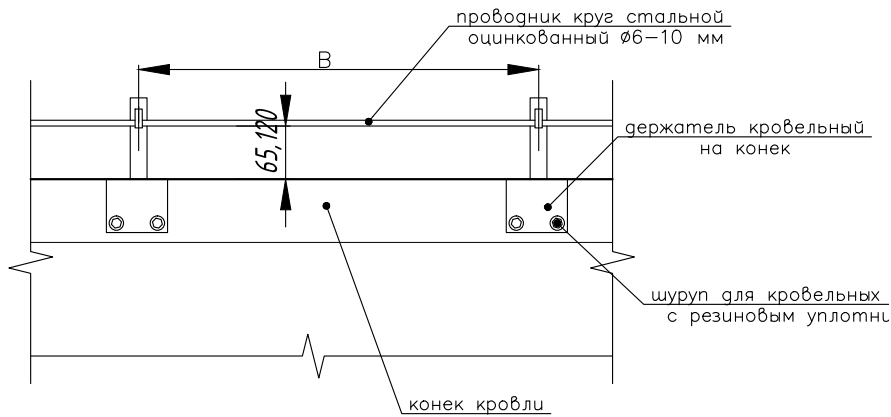 проводник круг стальной
оцинкованный ø6-10 мм
В
65,120
держатель кровельный
на конек
шуруп для кровельных
с резиновым
конек кровли